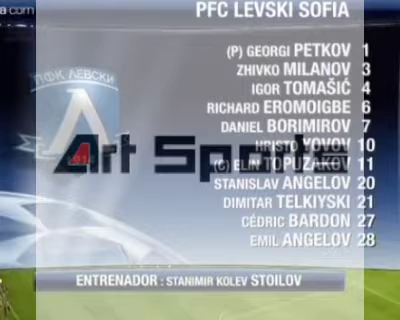 a.com
PFC LEVSKI SOFIA
(P) GEORGI PETKOV 1
ZHIVKO MILANOV 3
IGOR TOMAŠIĆ 4
RICHARD EROMOIGBE 6
DANIEL BORIMIROV 7
HRISTO YOVOV 10
(C) ELIN TOPUZAKOV 11
STANISLAV ANGELOV 20
DIMITAR TELKIYSKI 21
CÉDRIC BARDON 27
EMIL ANGELOV 28
ENTRENADOR : STANIMIR KOLEV STOILOV
ПФК ЛЕВСКИ
1914
Art Sports